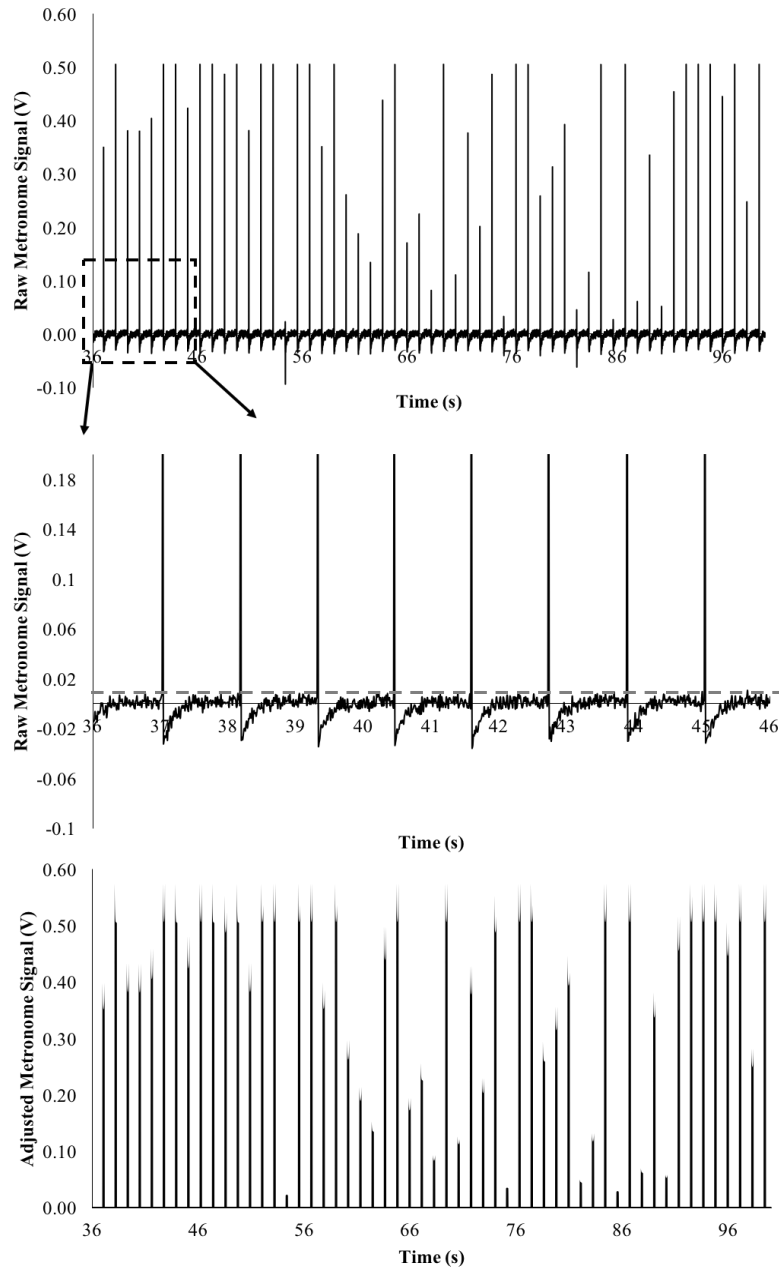 0.60
0.50
0.40
0.30
0.20
0.10
0.00
-0.10
Raw Metronome Signal (V)
36 46 56 66 76 86 96
Time (s)
0.18
0.14
0.1
0.06
0.02
-0.02
-0.06
-0.1
Raw Metronome Signal (V)
36 37 38 39 40 41 42 43 44 45 46
Time (s)
0.60
0.50
0.40
0.30
0.20
0.10
0.00
Adjusted Metronome Signal (V)
36 46 56 66 76 86 96
Time (s)